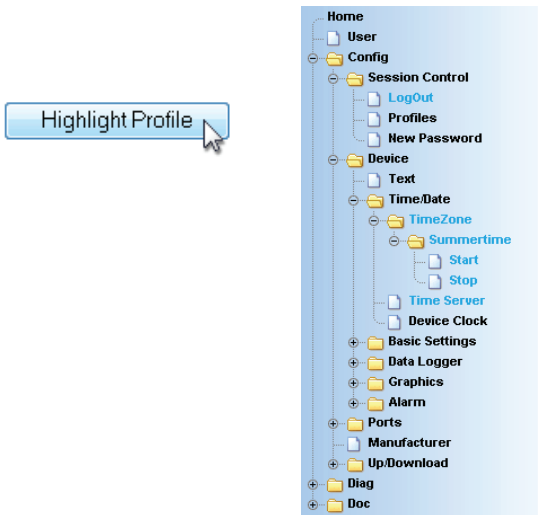 Highlight Profile
Home
User
Config
Session Control
LogOut
Profiles
New Password
Device
Text
Time/Date
TimeZone
Summertime
Start
Stop
Time Server
Device Clock
Basic Settings
Data Logger
Graphics
Alarm
Ports
Manufacturer
Up/Download
Diag
Doc